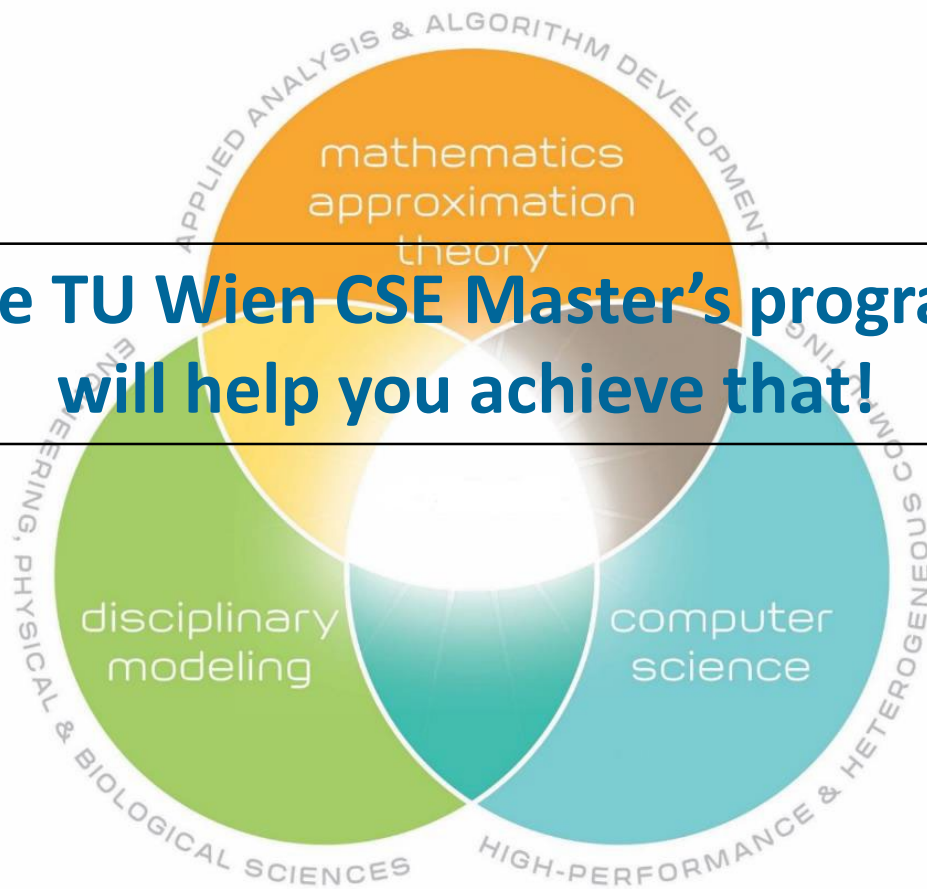 APPLIED ANALYSIS & ALGORITHM DEVELOPMENT
mathematics
approximation
theory
e TU Wien CSE Master's progra
will help you achieve that!
disciplinary
modeling
computer
science
ENGINEERING, PHYSICAL & BIOLOGICAL SCIENCES
HIGH-PERFORMANCE & HETEROGENEOUS COMPUTING